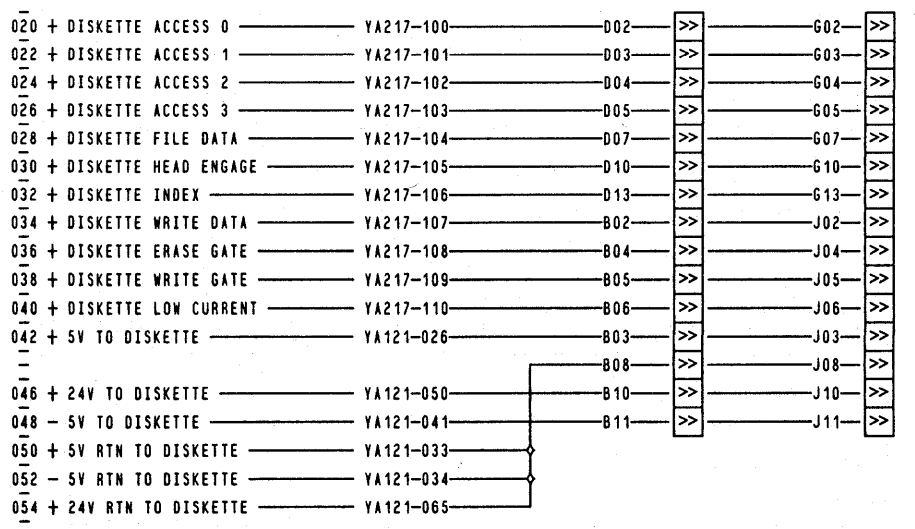 020 + DISKETTE ACCESS 0 YA217-100 D02 >> G02 >>
022 + DISKETTE ACCESS 1 YA217-101 D03 >> G03 >>
024 + DISKETTE ACCESS 2 YA217-102 D04 >> G04 >>
026 + DISKETTE ACCESS 3 YA217-103 D05 >> G05 >>
028 + DISKETTE FILE DATA YA217-104 D07 >> G07 >>
030 + DISKETTE HEAD ENGAGE YA217-105 D10 >> G10 >>
032 + DISKETTE INDEX YA217-106 D13 >> G13 >>
034 + DISKETTE WRITE DATA YA217-107 B02 >> J02 >>
036 + DISKETTE ERASE GATE YA217-108 B04 >> J04 >>
038 + DISKETTE WRITE GATE YA217-109 B05 >> J05 >>
040 + DISKETTE LOW CURRENT YA217-110 B06 >> J06 >>
042 + 5V TO DISKETTE YA121-026 B03 >> J03 >>
B08 >> J08 >>
046 + 24V TO DISKETTE YA121-050 B10 >> J10 >>
048 - 5V TO DISKETTE YA121-041 B11 >> J11 >>
050 + 5V RTN TO DISKETTE YA121-033
052 - 5V RTN TO DISKETTE YA121-034
054 + 24V RTN TO DISKETTE YA121-065